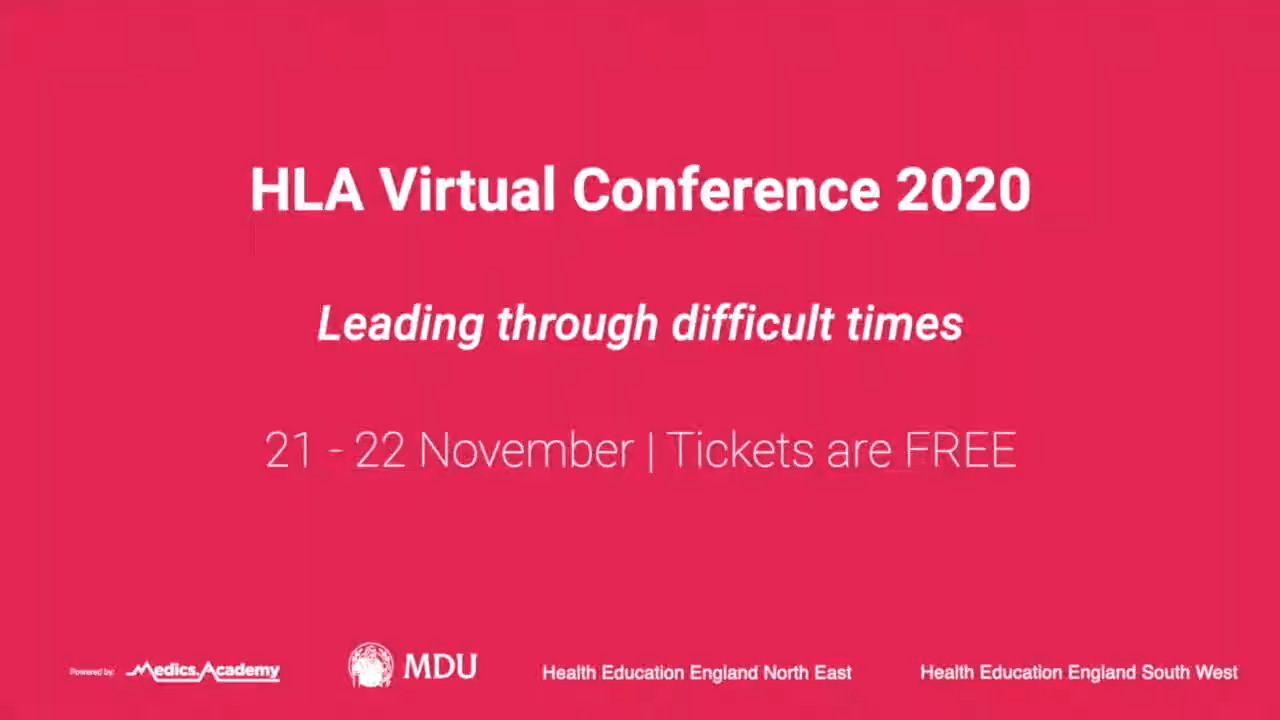 HLA Virtual Conference 2020
Leading through difficult times
21 - 22 November | Tickets are FREE
Powered by: Medics.Academy MDU Health Education England North East Health Education England South West